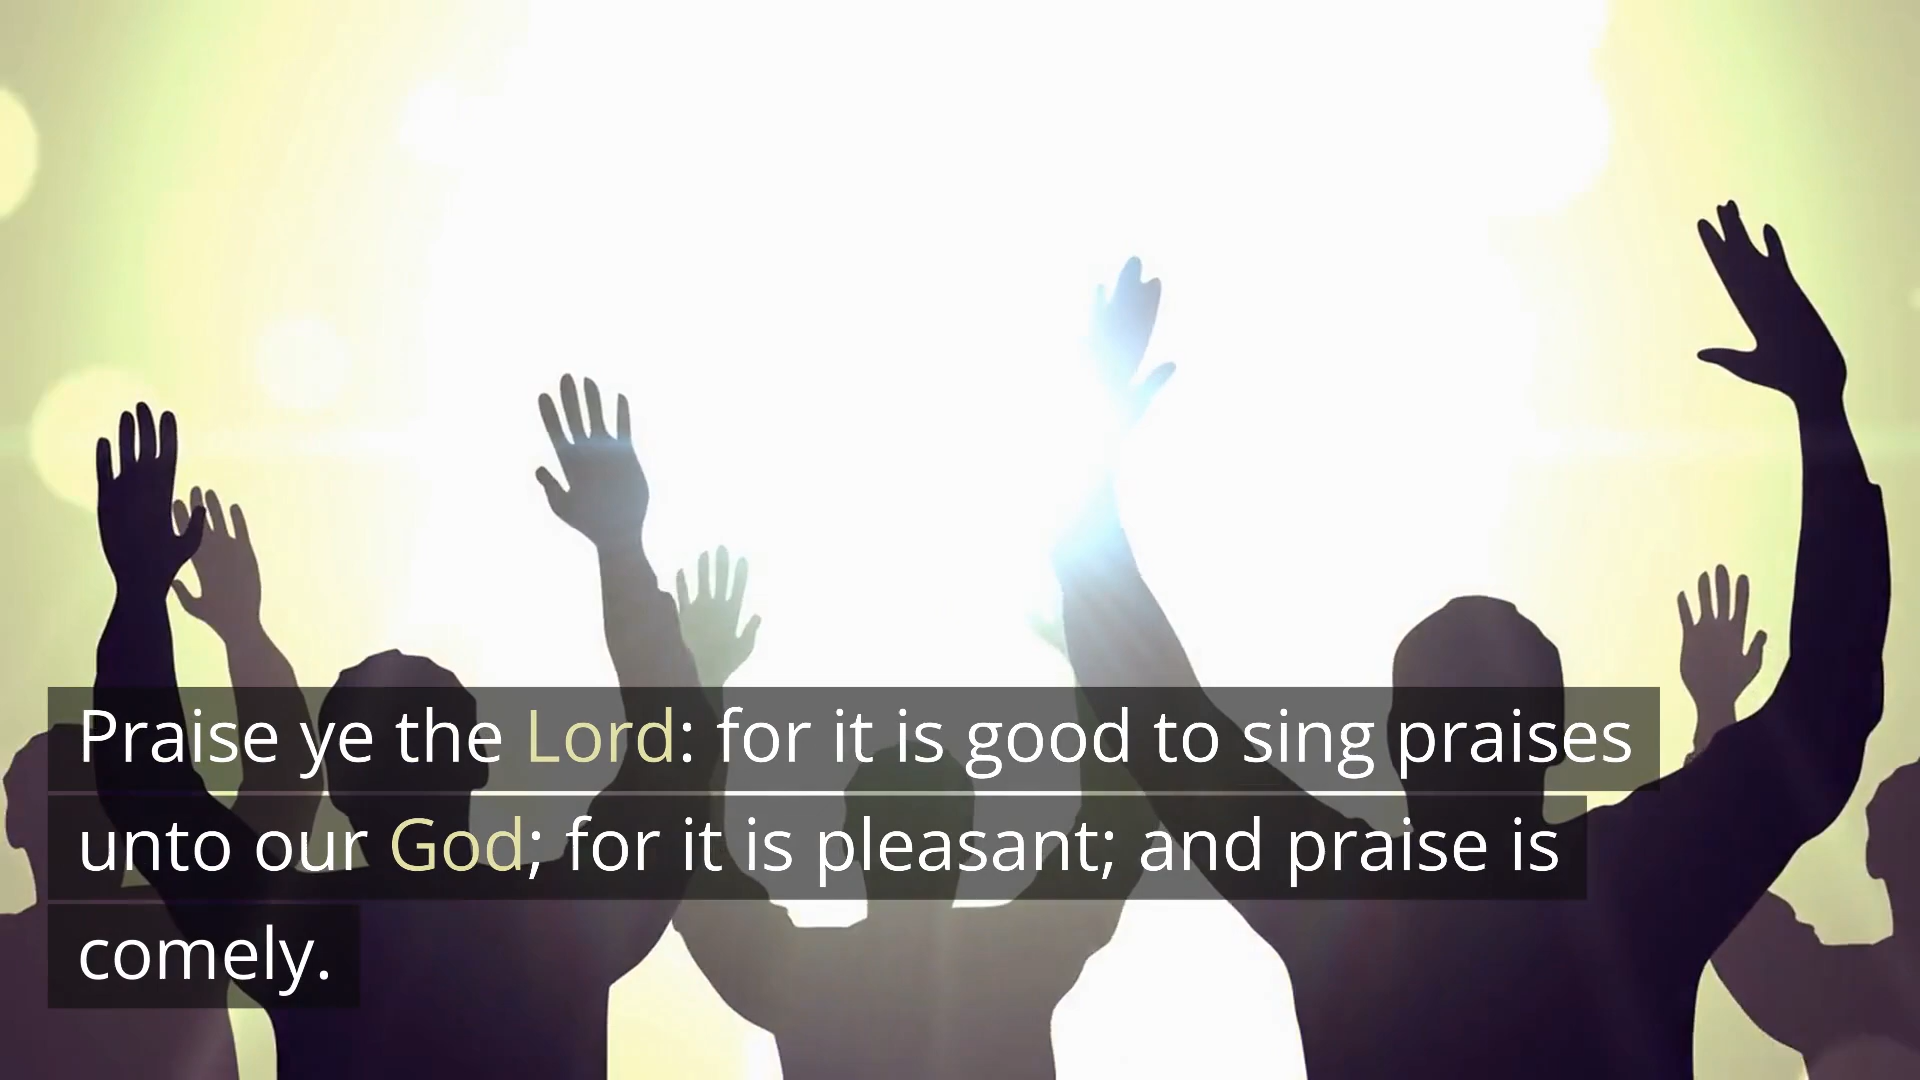 Praise ye the Lord: for it is good to sing praises
unto our God; for it is pleasant; and praise is
comely.